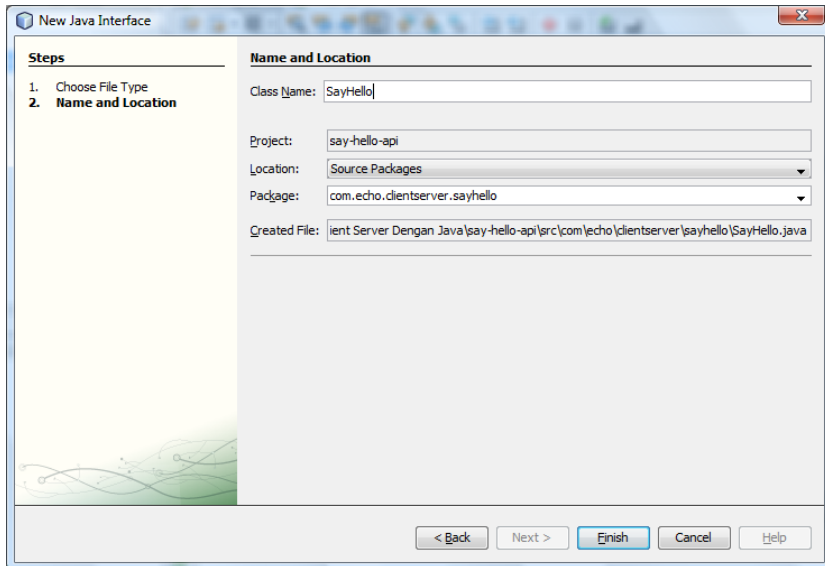 New Java Interface
Steps
1. Choose File Type
2. Name and Location
Name and Location
Class Name: SayHello
Project: say-hello-api
Location: Source Packages
Package: com.echo.clientserver.sayhello
Created File: ient Server Dengan Java\say-hello-api\src\com\echo\clientserver\sayhello\SayHello.java
< Back Next > Finish Cancel Help